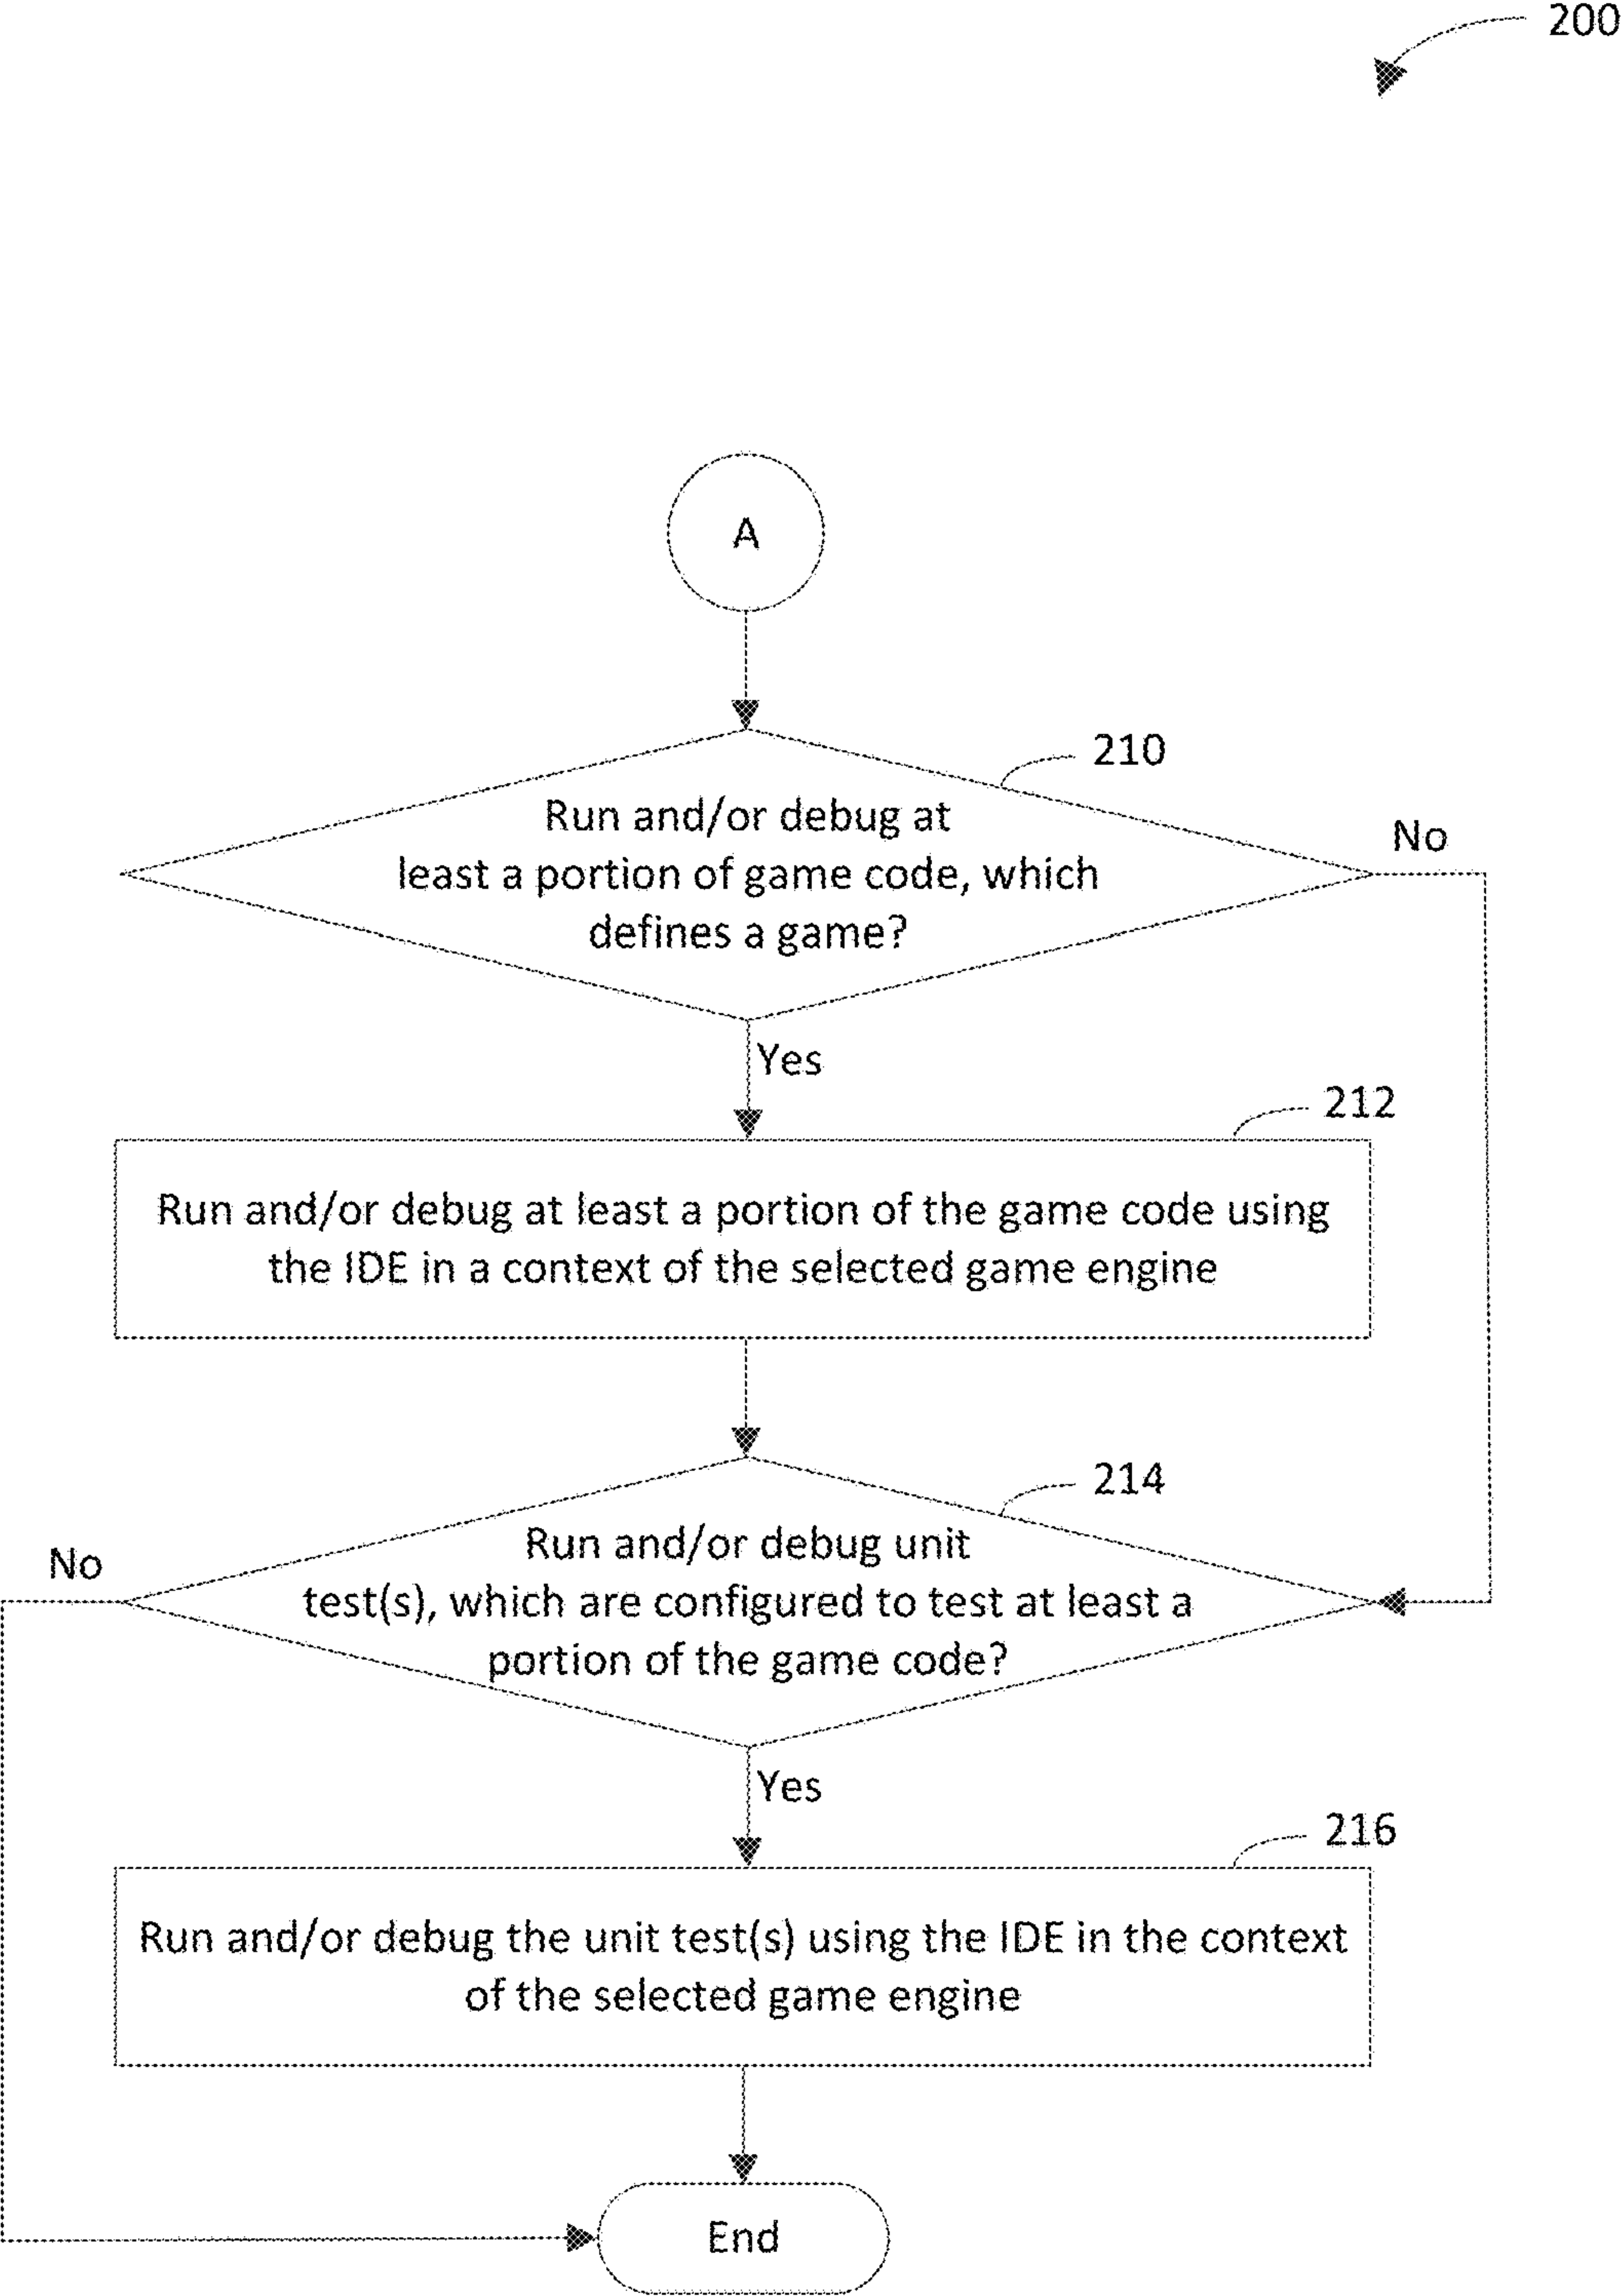 200
A
210
Run and/or debug at
least a portion of game code, which
defines a game?
No
Yes
212
Run and/or debug at least a portion of the game code using
the IDE in a context of the selected game engine
214
Run and/or debug unit
test(s), which are configured to test at least a
portion of the game code?
No
Yes
216
Run and/or debug the unit test(s) using the IDE in the context
of the selected game engine
End